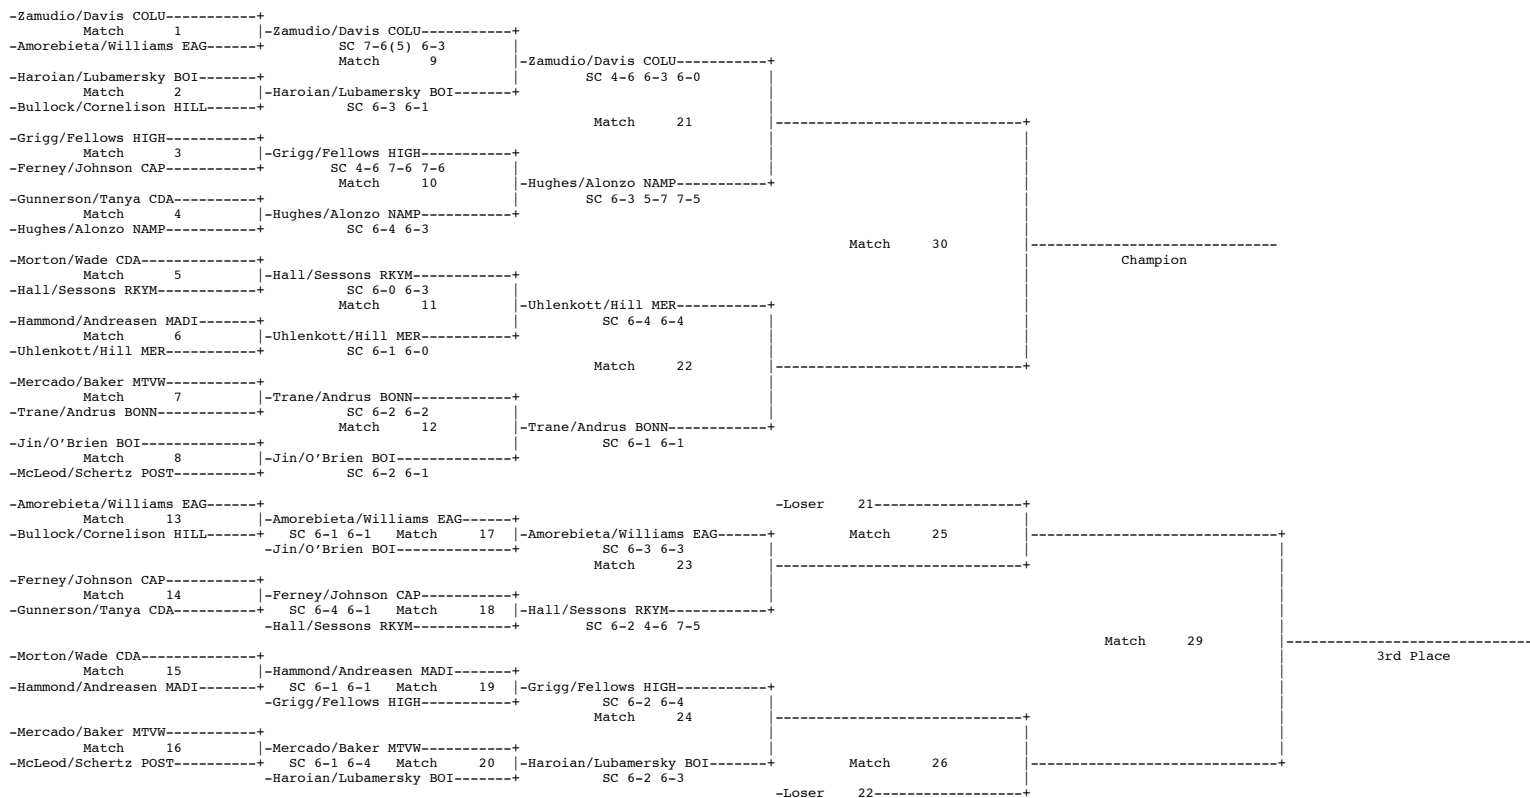 -Zamudio/Davis COLU-----------+
Match 1 |-Zamudio/Davis COLU-----------+
-Amorebieta/Williams EAG------+ SC 7-6(5) 6-3 |
Match 9 |-Zamudio/Davis COLU-----------+
-Haroian/Lubamersky BOI-------+ | SC 4-6 6-3 6-0 |
Match 2 |-Haroian/Lubamersky BOI-------+ |
-Bullock/Cornelison HILL------+ SC 6-3 6-1 |
Match 21 |------------------------------+
-Grigg/Fellows HIGH-----------+ | |
Match 3 |-Grigg/Fellows HIGH-----------+ | |
-Ferney/Johnson CAP-----------+ SC 4-6 7-6 7-6 | | |
Match 10 |-Hughes/Alonzo NAMP-----------+ |
-Gunnerson/Tanya CDA----------+ | SC 6-3 5-7 7-5 |
Match 4 |-Hughes/Alonzo NAMP-----------+ |
-Hughes/Alonzo NAMP-----------+ SC 6-4 6-3 |
Match 30 |------------------------------
-Morton/Wade CDA--------------+ | Champion
Match 5 |-Hall/Sessons RKYM------------+ |
-Hall/Sessons RKYM------------+ SC 6-0 6-3 | |
Match 11 |-Uhlenkott/Hill MER-----------+ |
-Hammond/Andreasen MADI-------+ | SC 6-4 6-4 | |
Match 6 |-Uhlenkott/Hill MER-----------+ | |
-Uhlenkott/Hill MER-----------+ SC 6-1 6-0 | |
Match 22 |------------------------------+
-Mercado/Baker MTVW-----------+ |
Match 7 |-Trane/Andrus BONN------------+ |
-Trane/Andrus BONN------------+ SC 6-2 6-2 | |
Match 12 |-Trane/Andrus BONN------------+
-Jin/O'Brien BOI--------------+ | SC 6-1 6-1
Match 8 |-Jin/O'Brien BOI--------------+
-McLeod/Schertz POST----------+ SC 6-2 6-1
-Amorebieta/Williams EAG------+ -Loser 21------------------+
Match 13 |-Amorebieta/Williams EAG------+ |
-Bullock/Cornelison HILL------+ SC 6-1 6-1 Match 17 |-Amorebieta/Williams EAG------+ Match 25 |------------------------------+
-Jin/O'Brien BOI--------------+ SC 6-3 6-3 | | |
Match 23 |------------------------------+ |
-Ferney/Johnson CAP-----------+ | |
Match 14 |-Ferney/Johnson CAP-----------+ | |
-Gunnerson/Tanya CDA----------+ SC 6-4 6-1 Match 18 |-Hall/Sessons RKYM------------+ |
-Hall/Sessons RKYM------------+ SC 6-2 4-6 7-5 |
Match 29 |------------------------------
-Morton/Wade CDA--------------+ | 3rd Place
Match 15 |-Hammond/Andreasen MADI-------+ |
-Hammond/Andreasen MADI-------+ SC 6-1 6-1 Match 19 |-Grigg/Fellows HIGH-----------+ |
-Grigg/Fellows HIGH-----------+ SC 6-2 6-4 | |
Match 24 |------------------------------+ |
-Mercado/Baker MTVW-----------+ | | |
Match 16 |-Mercado/Baker MTVW-----------+ | | |
-McLeod/Schertz POST----------+ SC 6-1 6-4 Match 20 |-Haroian/Lubamersky BOI-------+ Match 26 |------------------------------+
-Haroian/Lubamersky BOI-------+ SC 6-2 6-3 |
-Loser 22------------------+